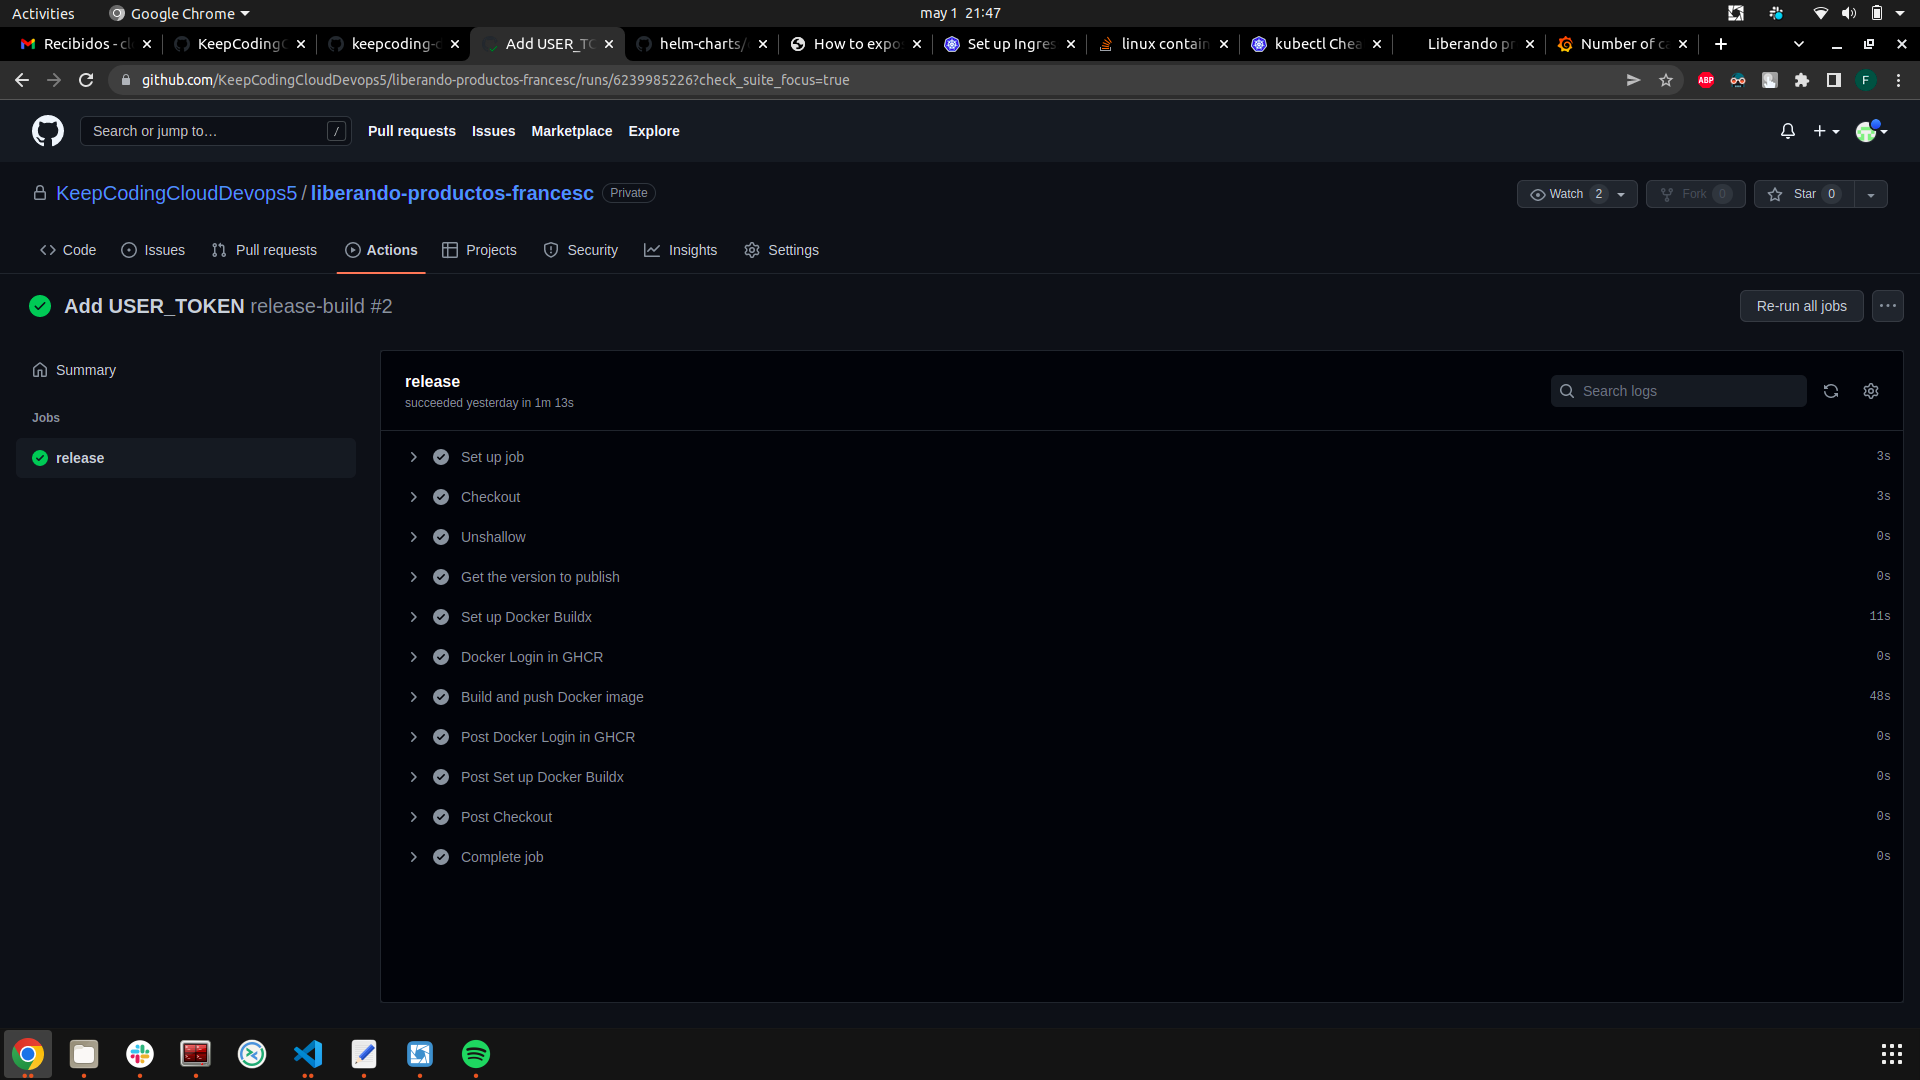 Activities
Google Chrome
may 1 21:47
Recibidos - cl
KeepCodingC
keepcoding-d
Add USER_TO
helm-charts/
How to expos
Set up Ingres
linux contain
kubectl Chea
Liberando pr
Number of ca
github.com/KeepCodingCloudDevops5/liberando-productos-francesc/runs/6239985226?check_suite_focus=true
ABP
F
Search or jump to…
/
Pull requests
Issues
Marketplace
Explore
KeepCodingCloudDevops5 / liberando-productos-francesc
Private
Watch 2
Fork 0
Star 0
Code
Issues
Pull requests
Actions
Projects
Security
Insights
Settings
Add USER_TOKEN release-build #2
Re-run all jobs
Summary
Jobs
release
release
succeeded yesterday in 1m 13s
Search logs
Set up job 3s
Checkout 3s
Unshallow 0s
Get the version to publish 0s
Set up Docker Buildx 11s
Docker Login in GHCR 0s
Build and push Docker image 48s
Post Docker Login in GHCR 0s
Post Set up Docker Buildx 0s
Post Checkout 0s
Complete job 0s